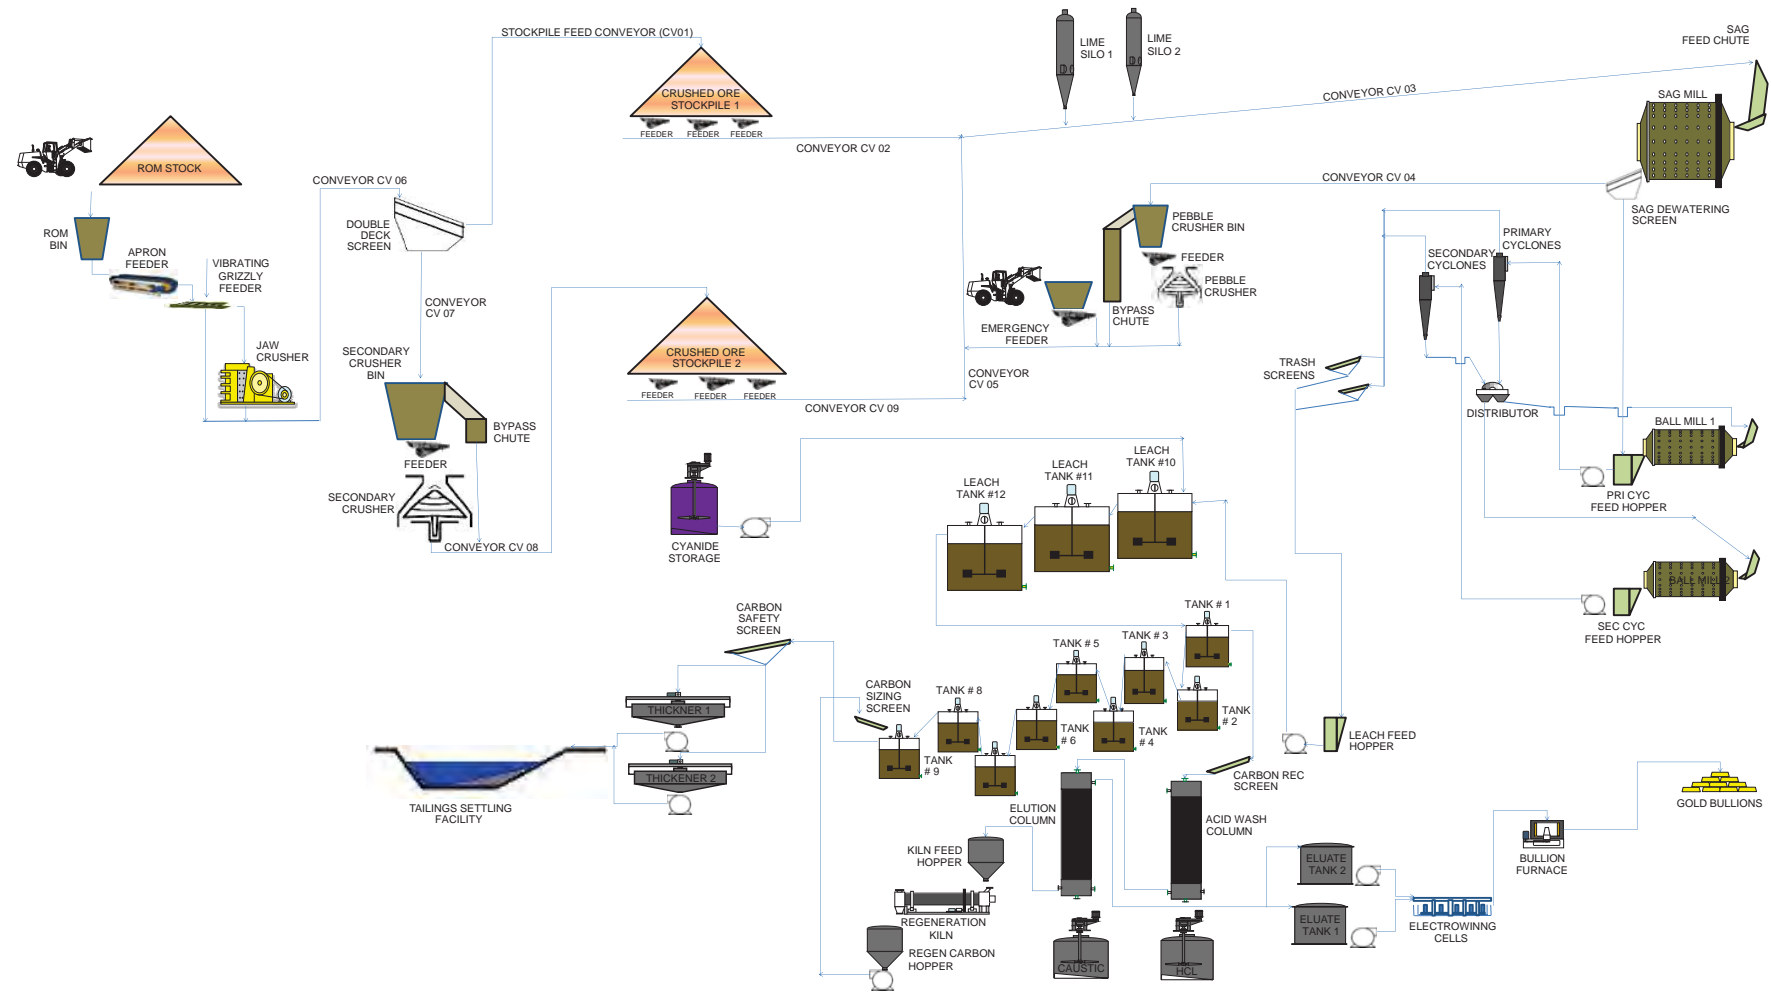 STOCKPILE FEED CONVEYOR (CV01)
LIME
SILO 1
LIME
SILO 2
SAG
FEED CHUTE
CRUSHED ORE
STOCKPILE 1
FEEDER
FEEDER
FEEDER
CONVEYOR CV 02
CONVEYOR CV 03
SAG MILL
ROM STOCK
CONVEYOR CV 06
CONVEYOR CV 04
SAG DEWATERING
SCREEN
ROM
BIN
APRON
FEEDER
VIBRATING
GRIZZLY
FEEDER
DOUBLE
DECK
SCREEN
PEBBLE
CRUSHER BIN
FEEDER
PEBBLE
CRUSHER
BYPASS
CHUTE
EMERGENCY
FEEDER
SECONDARY
CYCLONES
PRIMARY
CYCLONES
CONVEYOR
CV 07
JAW
CRUSHER
SECONDARY
CRUSHER
BIN
CRUSHED ORE
STOCKPILE 2
FEEDER
FEEDER
FEEDER
CONVEYOR
CV 05
CONVEYOR CV 09
TRASH
SCREENS
DISTRIBUTOR
BALL MILL 1
BYPASS
CHUTE
FEEDER
SECONDARY
CRUSHER
CONVEYOR CV 08
CYANIDE
STORAGE
LEACH
TANK #12
LEACH
TANK #11
LEACH
TANK #10
PRI CYC
FEED HOPPER
BALL MILL 2
SEC CYC
FEED HOPPER
CARBON
SAFETY
SCREEN
TANK # 1
TANK # 3
TANK # 5
TANK # 8
CARBON
SIZING
SCREEN
TANK
# 2
TANK
# 4
TANK
# 6
TANK
# 9
THICKNER 1
THICKENER 2
TAILINGS SETTLING
FACILITY
LEACH FEED
HOPPER
CARBON REC
SCREEN
ELUTION
COLUMN
ACID WASH
COLUMN
GOLD BULLIONS
KILN FEED
HOPPER
REGENERATION
KILN
REGEN CARBON
HOPPER
CAUSTIC
HCL
ELUATE
TANK 2
ELUATE
TANK 1
ELECTROWINNG
CELLS
BULLION
FURNACE